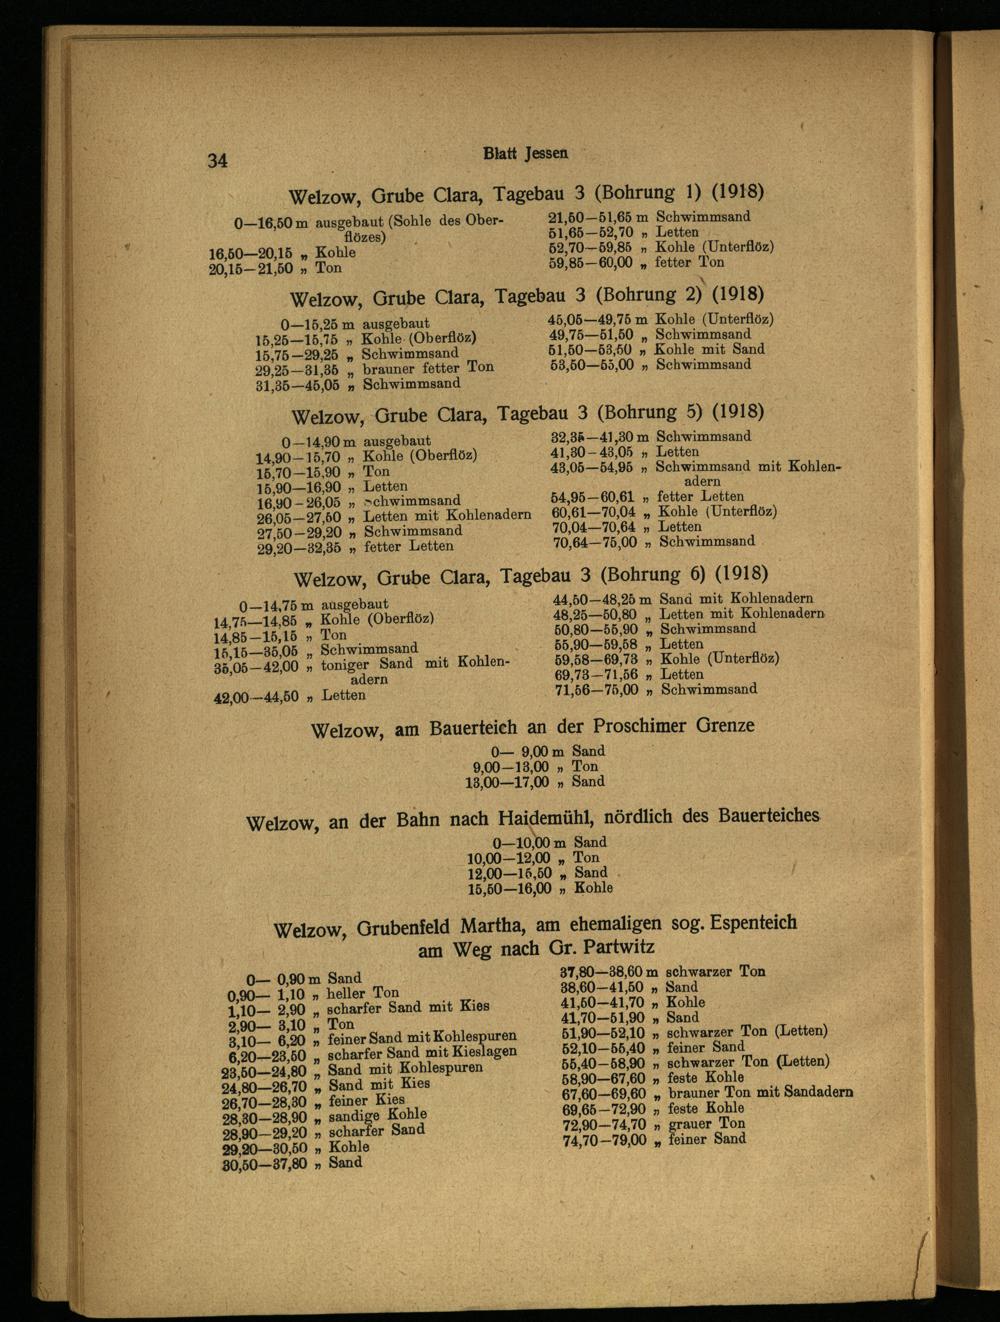 34
Blatt Jessen
Welzow, Grube Clara, Tagebau 3 (Bohrung 1) (1918)
0—16,50 m ausgebaut (Sohle des Ober-
flözes)
16,50—20,15 „ Kohle
20,15—21,50 „ Ton
21,50—51,65 m Schwimmsand
51,65—52,70 „ Letten
52,70—59,85 „ Kohle (Unterflöz)
59,85—60,00 „ fetter Ton
Welzow, Grube Clara, Tagebau 3 (Bohrung 2) (1918)
0—15,25 m ausgebaut
15,25—15,75 „ Kohle (Oberflöz)
15,75—29,25 „ Schwimmsand
29,25—31,35 „ brauner fetter Ton
31,35—45,05 „ Schwimmsand
45,05—49,75 m Kohle (Unterflöz)
49,75—51,50 „ Schwimmsand
51,50—53,50 „ Kohle mit Sand
53,50—55,00 „ Schwimmsand
Welzow, Grube Clara, Tagebau 3 (Bohrung 5) (1918)
0—14,90 m ausgebaut
14,90—15,70 „ Kohle (Oberflöz)
15,70—15,90 „ Ton
15,90—16,90 „ Letten
16,90—26,05 „ Schwimmsand
26,05—27,50 „ Letten mit Kohlenadern
27,50—29,20 „ Schwimmsand
29,20—32,35 „ fetter Letten
32,35—41,30 m Schwimmsand
41,30—43,05 „ Letten
43,05—54,95 „ Schwimmsand mit Kohlen-
adern
54,95—60,61 „ fetter Letten
60,61—70,04 „ Kohle (Unterflöz)
70,04—70,64 „ Letten
70,64—75,00 „ Schwimmsand
Welzow, Grube Clara, Tagebau 3 (Bohrung 6) (1918)
0—14,75 m ausgebaut
14,75—14,85 „ Kohle (Oberflöz)
14,85—15,15 „ Ton
15,15—35,05 „ Schwimmsand
35,05—42,00 „ toniger Sand mit Kohlen-
adern
42,00—44,50 „ Letten
44,50—48,25 m Sand mit Kohlenadern
48,25—50,80 „ Letten mit Kohlenadern
50,80—55,90 „ Schwimmsand
55,90—59,58 „ Letten
59,58—69,73 „ Kohle (Unterflöz)
69,73—71,56 „ Letten
71,56—75,00 „ Schwimmsand
Welzow, am Bauerteich an der Proschimer Grenze
0— 9,00 m Sand
9,00—13,00 „ Ton
13,00—17,00 „ Sand
Welzow, an der Bahn nach Haidemühl, nördlich des Bauerteiches
0—10,00 m Sand
10,00—12,00 „ Ton
12,00—15,50 „ Sand
15,50—16,00 „ Kohle
Welzow, Grubenfeld Martha, am ehemaligen sog. Espenteich
am Weg nach Gr. Partwitz
0— 0,90 m Sand
0,90— 1,10 „ heller Ton
1,10— 2,90 „ scharfer Sand mit Kies
2,90— 3,10 „ Ton
3,10— 6,20 „ feiner Sand mit Kohlespuren
6,20—23,50 „ scharfer Sand mit Kieslagen
23,50—24,80 „ Sand mit Kohlespuren
24,80—26,70 „ Sand mit Kies
26,70—28,30 „ feiner Kies
28,30—28,90 „ sandige Kohle
28,90—29,20 „ scharfer Sand
29,20—30,50 „ Kohle
30,50—37,80 „ Sand
37,80—38,60 m schwarzer Ton
38,60—41,50 „ Sand
41,50—41,70 „ Kohle
41,70—51,90 „ Sand
51,90—52,10 „ schwarzer Ton (Letten)
52,10—55,40 „ feiner Sand
55,40—58,90 „ schwarzer Ton (Letten)
58,90—67,60 „ feste Kohle
67,60—69,60 „ brauner Ton mit Sandadern
69,65—72,90 „ feste Kohle
72,90—74,70 „ grauer Ton
74,70—79,00 „ feiner Sand